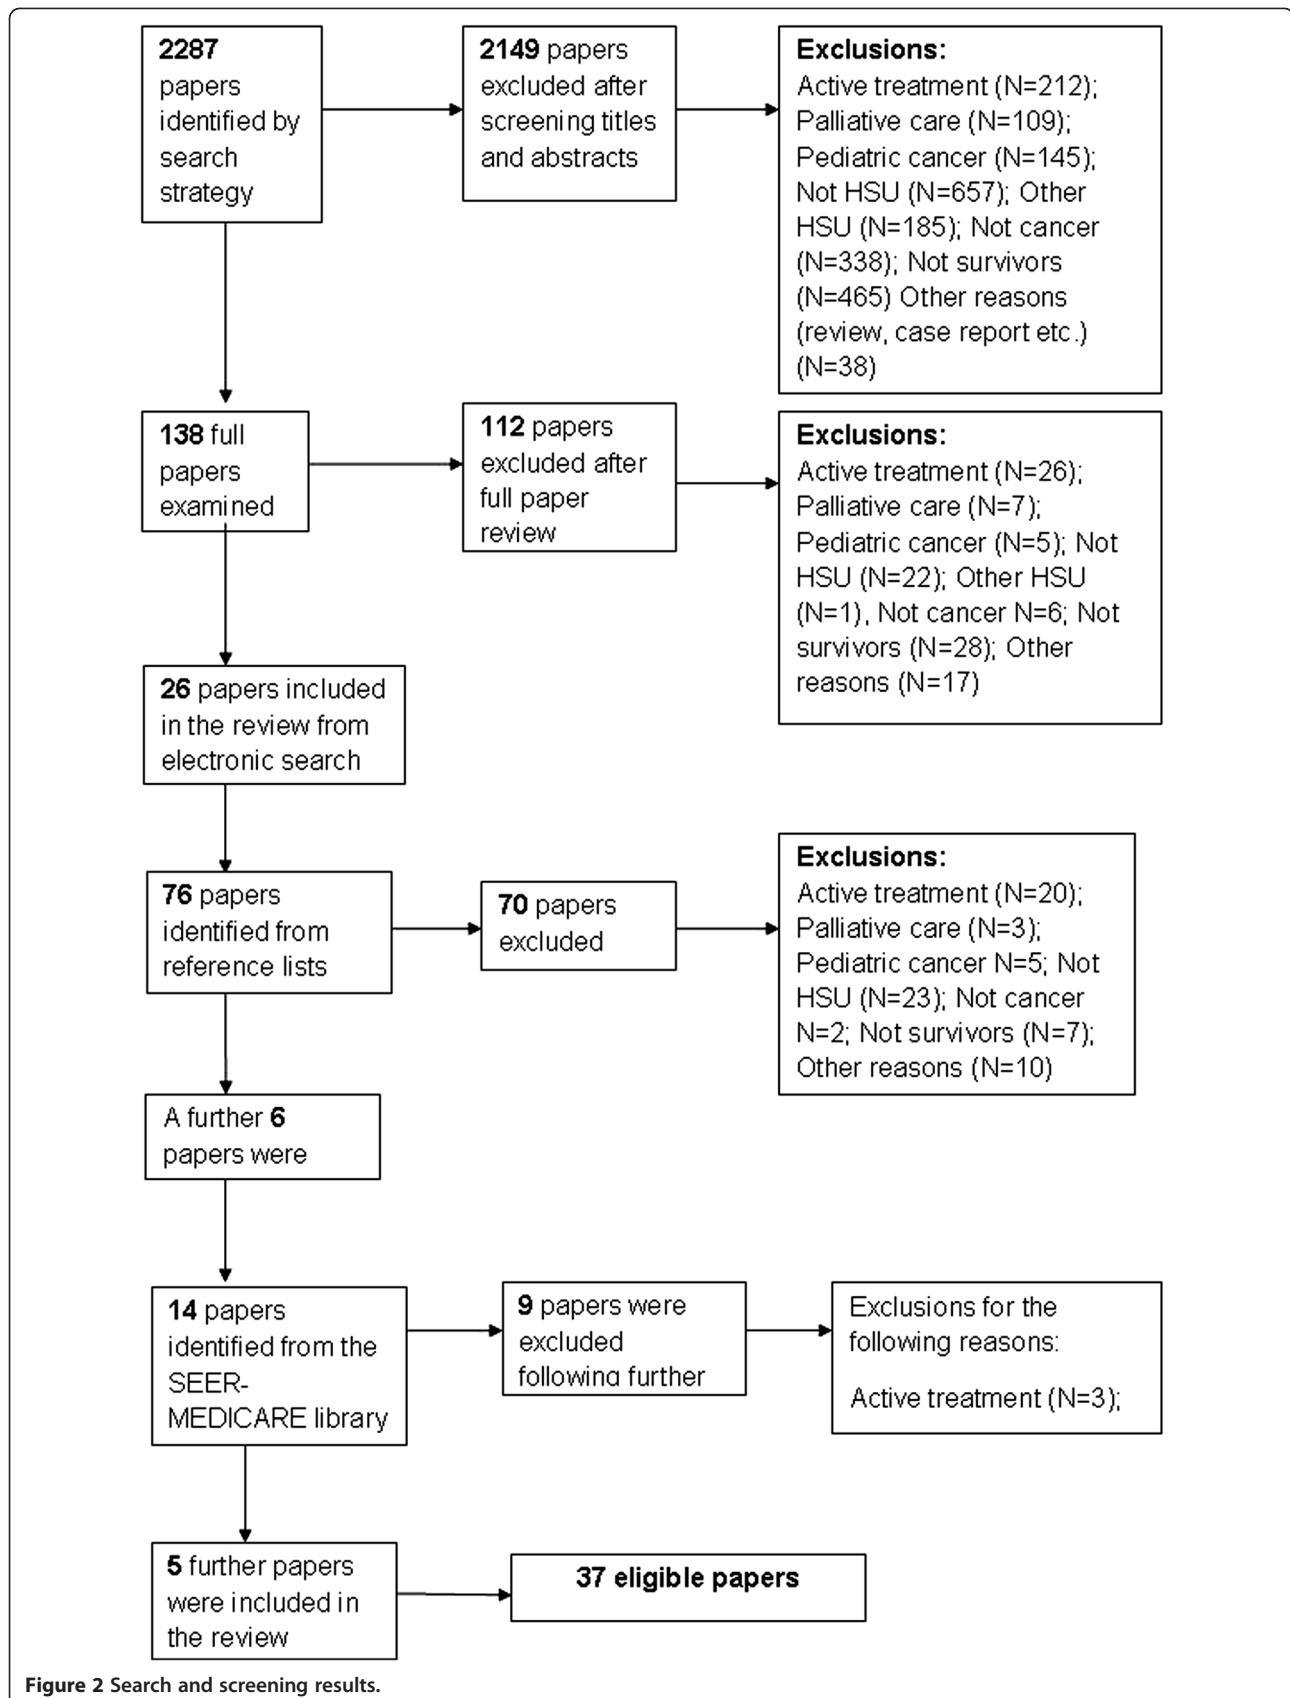 2287
papers
identified by
search
strategy
2149 papers
excluded after
screening titles
and abstracts
Exclusions:
Active treatment (N=212);
Palliative care (N=109);
Pediatric cancer (N=145);
Not HSU (N=657); Other
HSU (N=185); Not cancer
(N=338); Not survivors
(N=465) Other reasons
(review, case report etc.)
(N=38)
138 full
papers
examined
112 papers
excluded after
full paper
review
Exclusions:
Active treatment (N=26);
Palliative care (N=7);
Pediatric cancer (N=5); Not
HSU (N=22); Other HSU
(N=1), Not cancer N=6; Not
survivors (N=28); Other
reasons (N=17)
26 papers included
in the review from
electronic search
76 papers
identified from
reference lists
70 papers
excluded
Exclusions:
Active treatment (N=20);
Palliative care (N=3);
Pediatric cancer N=5; Not
HSU (N=23); Not cancer
N=2; Not survivors (N=7);
Other reasons (N=10)
A further 6
papers were
14 papers
identified from the
SEER-
MEDICARE library
9 papers were
excluded
following further
Exclusions for the
following reasons:
Active treatment (N=3);
5 further papers
were included in
the review
37 eligible papers
Figure 2 Search and screening results.